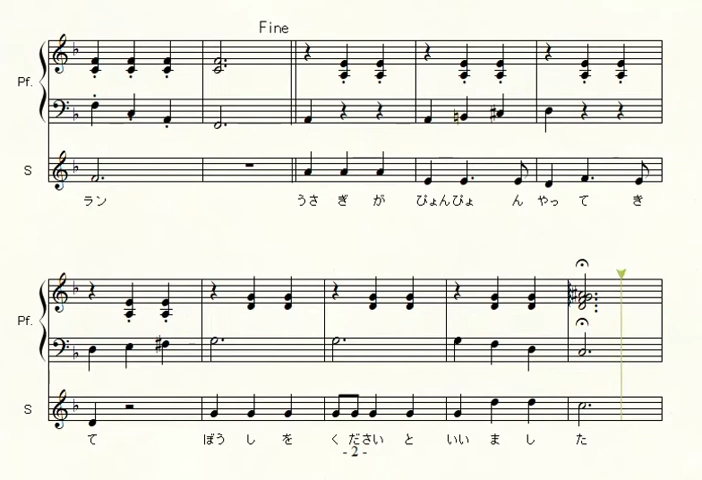 Fine
Pf.
S
ラン うさ ぎ が ぴょんぴょ ん やっ て き
Pf.
S
て ぼう し を く ださい と いい ま し た
- 2 -